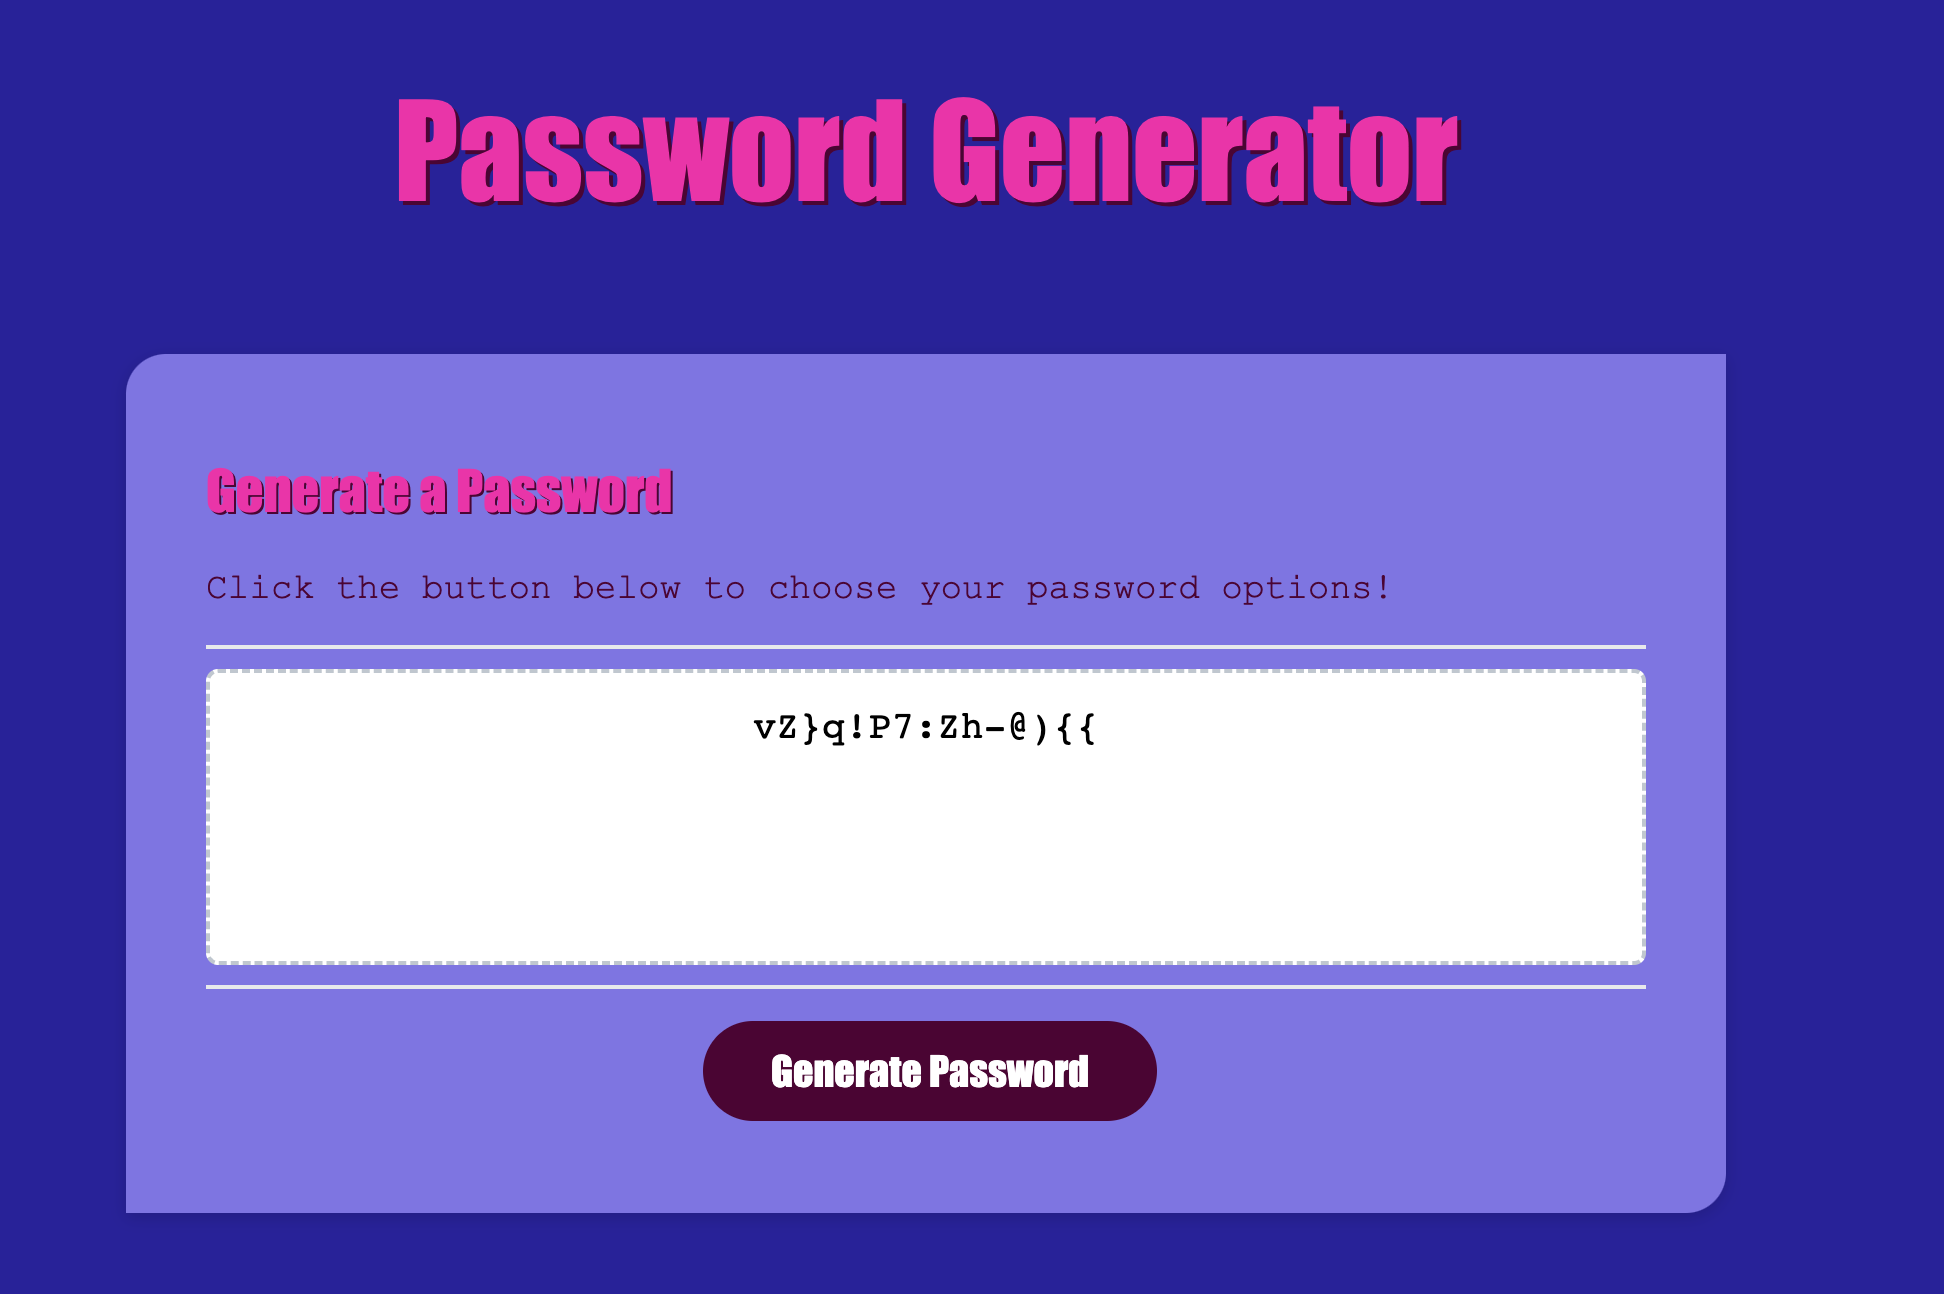 Password Generator
Generate a Password
Click the button below to choose your password options!
vZ}q!P7:Zh-@){{
Generate Password